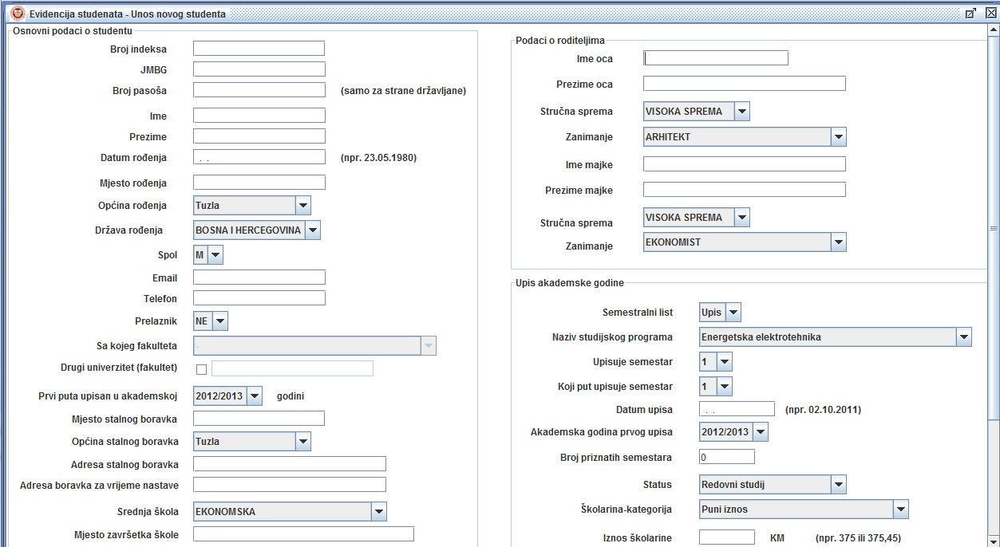 Evidencija studenata - Unos novog studenta
Osnovni podaci o studentu
Broj indeksa
JMBG
Broj pasoša (samo za strane državljane)
Ime
Prezime
Datum rođenja . . (npr. 23.05.1980)
Mjesto rođenja
Općina rođenja Tuzla
Država rođenja BOSNA I HERCEGOVINA
Spol M
Email
Telefon
Prelaznik NE
Sa kojeg fakulteta -
Drugi univerzitet (fakultet)
Prvi puta upisan u akademskoj 2012/2013 godini
Mjesto stalnog boravka
Općina stalnog boravka Tuzla
Adresa stalnog boravka
Adresa boravka za vrijeme nastave
Srednja škola EKONOMSKA
Mjesto završetka škole
Podaci o roditeljima
Ime oca
Prezime oca
Stručna sprema VISOKA SPREMA
Zanimanje ARHITEKT
Ime majke
Prezime majke
Stručna sprema VISOKA SPREMA
Zanimanje EKONOMIST
Upis akademske godine
Semestralni list Upis
Naziv studijskog programa Energetska elektrotehnika
Upisuje semestar 1
Koji put upisuje semestar 1
Datum upisa . . (npr. 02.10.2011)
Akademska godina prvog upisa 2012/2013
Broj priznatih semestara 0
Status Redovni studij
Školarina-kategorija Puni iznos
Iznos školarine KM (npr. 375 ili 375,45)